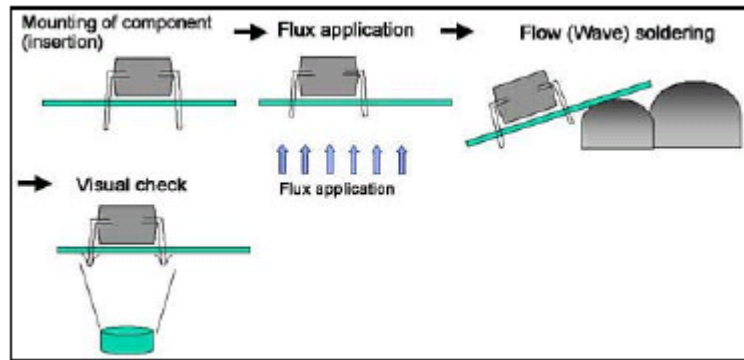 Mounting of component
(insertion)
Flux application
Flow (Wave) soldering
Flux application
Visual check